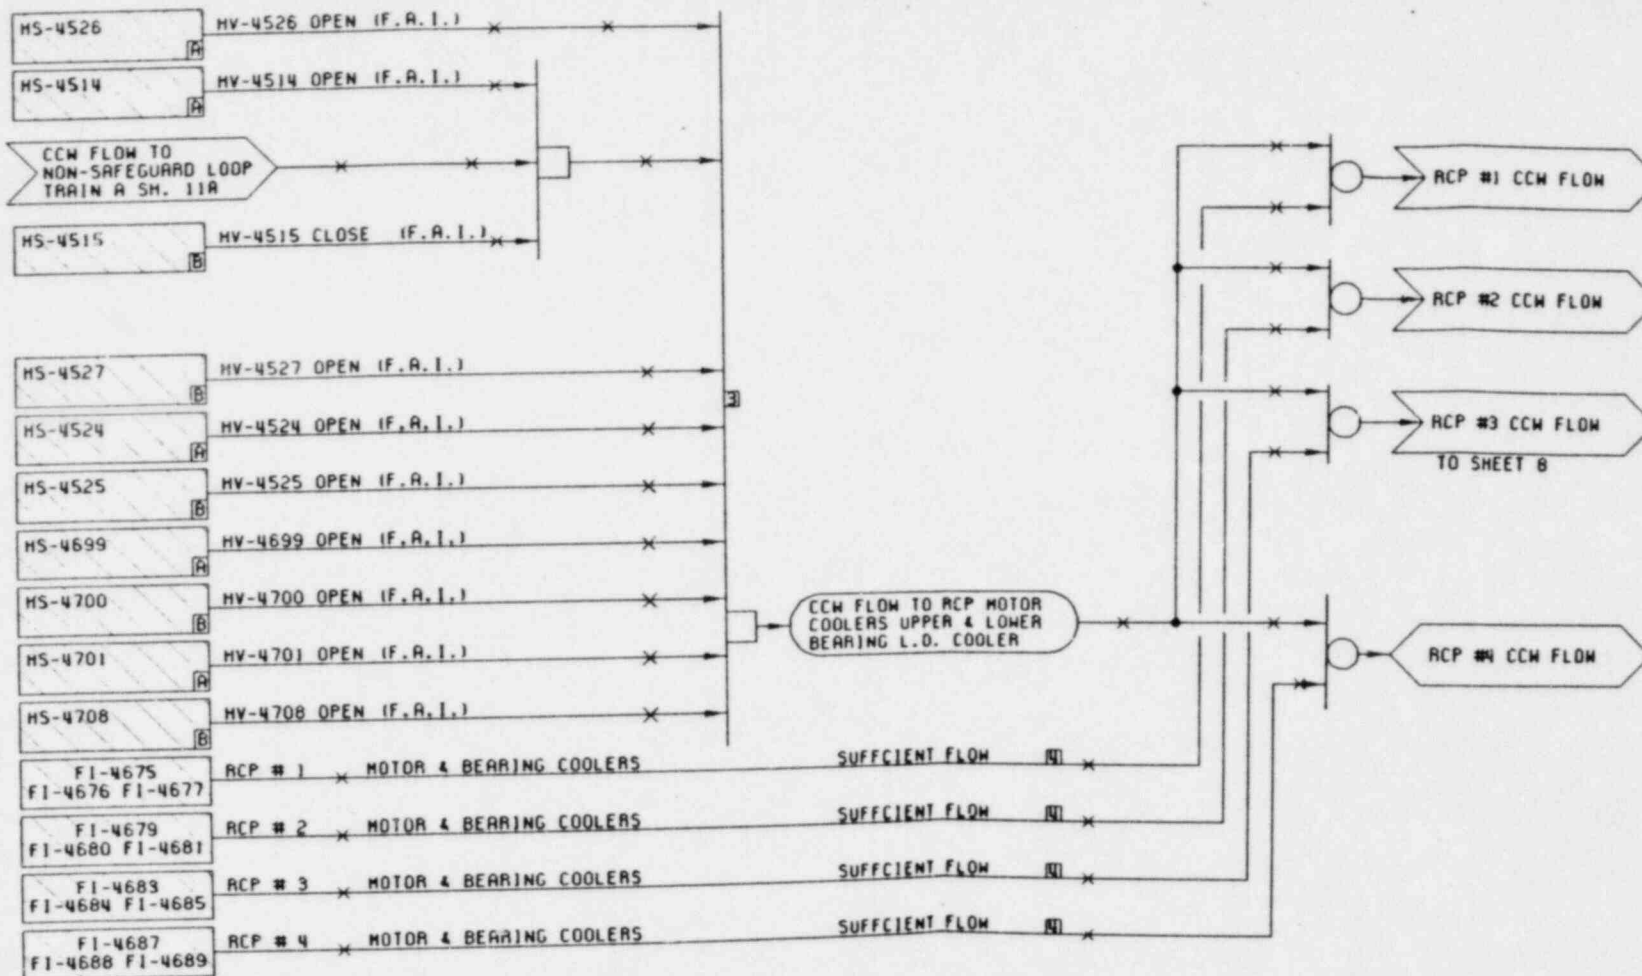 HS-4526
A
HV-4526 OPEN (F.A.I.)
HS-4514
A
HV-4514 OPEN (F.A.I.)
CCW FLOW TO
NON-SAFEGUARD LOOP
TRAIN A SH. 11A
HS-4515
B
HV-4515 CLOSE (F.A.I.)
HS-4527
B
HV-4527 OPEN (F.A.I.)
3
HS-4524
A
HV-4524 OPEN (F.A.I.)
HS-4525
B
HV-4525 OPEN (F.A.I.)
HS-4699
A
HV-4699 OPEN (F.A.I.)
HS-4700
B
HV-4700 OPEN (F.A.I.)
HS-4701
A
HV-4701 OPEN (F.A.I.)
HS-4708
B
HV-4708 OPEN (F.A.I.)
CCW FLOW TO RCP MOTOR
COOLERS UPPER & LOWER
BEARING L.O. COOLER
RCP #1 CCW FLOW
RCP #2 CCW FLOW
RCP #3 CCW FLOW
TO SHEET 8
RCP #4 CCW FLOW
FI-4675
FI-4676 FI-4677
RCP # 1 MOTOR & BEARING COOLERS SUFFCIENT FLOW 4
FI-4679
FI-4680 FI-4681
RCP # 2 MOTOR & BEARING COOLERS SUFFCIENT FLOW 4
FI-4683
FI-4684 FI-4685
RCP # 3 MOTOR & BEARING COOLERS SUFFCIENT FLOW 4
FI-4687
FI-4688 FI-4689
RCP # 4 MOTOR & BEARING COOLERS SUFFCIENT FLOW 4